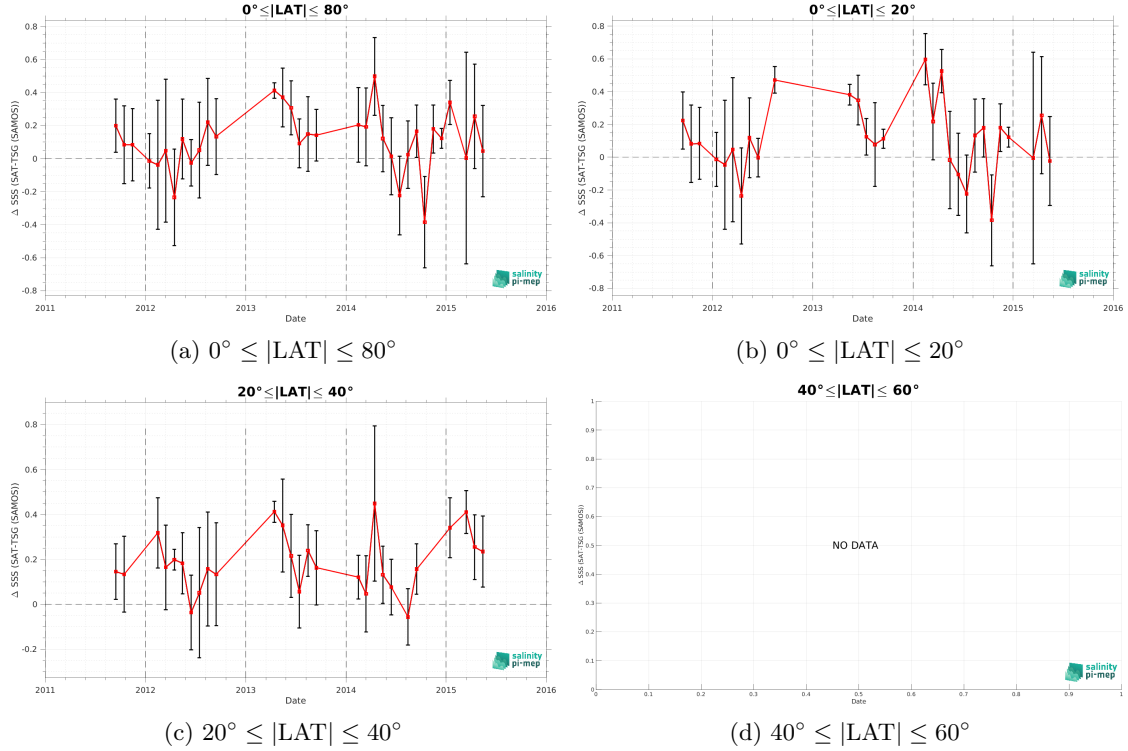 0°≤|LAT|≤ 80°
0.8
0.6
0.4
0.2
0
-0.2
-0.4
-0.6
-0.8
Δ SSS (SAT-TSG (SAMOS))
2011
2012
2013
2014
2015
2016
Date
salinity
pi-mep
(a) 0° ≤ |LAT| ≤ 80°
0°≤|LAT|≤ 20°
0.8
0.6
0.4
0.2
0
-0.2
-0.4
-0.6
-0.8
Δ SSS (SAT-TSG (SAMOS))
2011
2012
2013
2014
2015
2016
Date
salinity
pi-mep
(b) 0° ≤ |LAT| ≤ 20°
20°≤|LAT|≤ 40°
0.8
0.6
0.4
0.2
0
-0.2
Δ SSS (SAT-TSG (SAMOS))
2011
2012
2013
2014
2015
2016
Date
salinity
pi-mep
(c) 20° ≤ |LAT| ≤ 40°
40°≤|LAT|≤ 60°
1
0.9
0.8
0.7
0.6
0.5
0.4
0.3
0.2
0.1
0
Δ SSS (SAT-TSG (SAMOS))
NO DATA
0
0.1
0.2
0.3
0.4
0.5
0.6
0.7
0.8
0.9
1
Date
salinity
pi-mep
(d) 40° ≤ |LAT| ≤ 60°